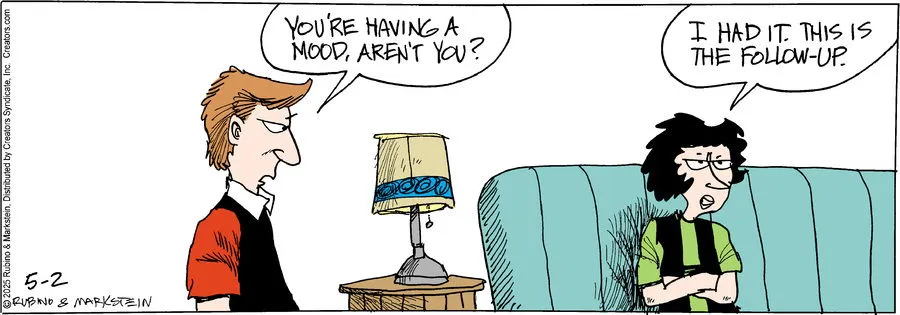 YOU'RE HAVING A
MOOD, AREN'T YOU?
I HAD IT. THIS IS
THE FOLLOW-UP.
©2025 Rubino & Markstein, Distributed by Creators Syndicate, Inc. Creators.com
5-2
©RUBINO & MARKSTEIN